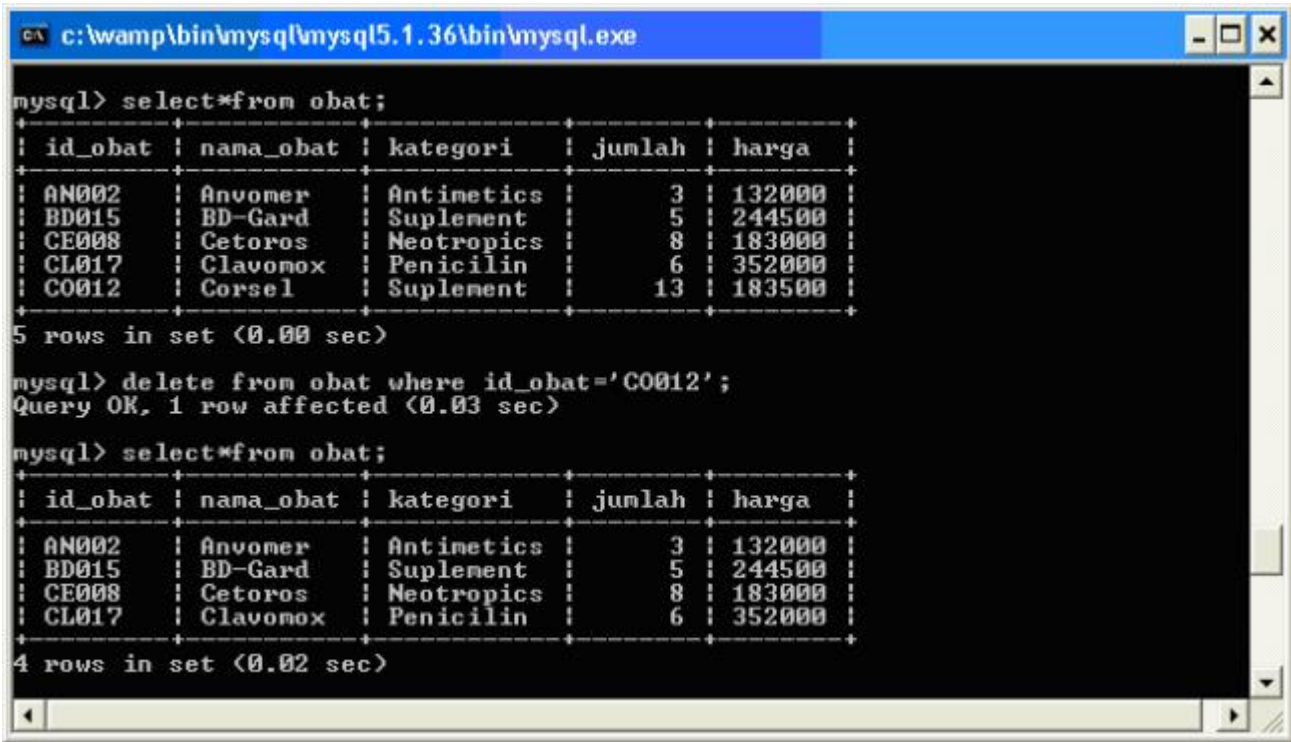 c:\wamp\bin\mysql\mysql5.1.36\bin\mysql.exe
mysql> select*from obat;
+----------+-----------+------------+--------+--------+
| id_obat | nama_obat | kategori | jumlah | harga |
+----------+-----------+------------+--------+--------+
| AN002 | Anvomer | Antimetics | 3 | 132000 |
| BD015 | BD-Gard | Suplement | 5 | 244500 |
| CE008 | Cetoros | Neotropics | 8 | 183000 |
| CL017 | Clavomox | Penicilin | 6 | 352000 |
| CO012 | Corsel | Suplement | 13 | 183500 |
+----------+-----------+------------+--------+--------+
5 rows in set (0.00 sec)
mysql> delete from obat where id_obat='CO012';
Query OK, 1 row affected (0.03 sec)
mysql> select*from obat;
+----------+-----------+------------+--------+--------+
| id_obat | nama_obat | kategori | jumlah | harga |
+----------+-----------+------------+--------+--------+
| AN002 | Anvomer | Antimetics | 3 | 132000 |
| BD015 | BD-Gard | Suplement | 5 | 244500 |
| CE008 | Cetoros | Neotropics | 8 | 183000 |
| CL017 | Clavomox | Penicilin | 6 | 352000 |
+----------+-----------+------------+--------+--------+
4 rows in set (0.02 sec)